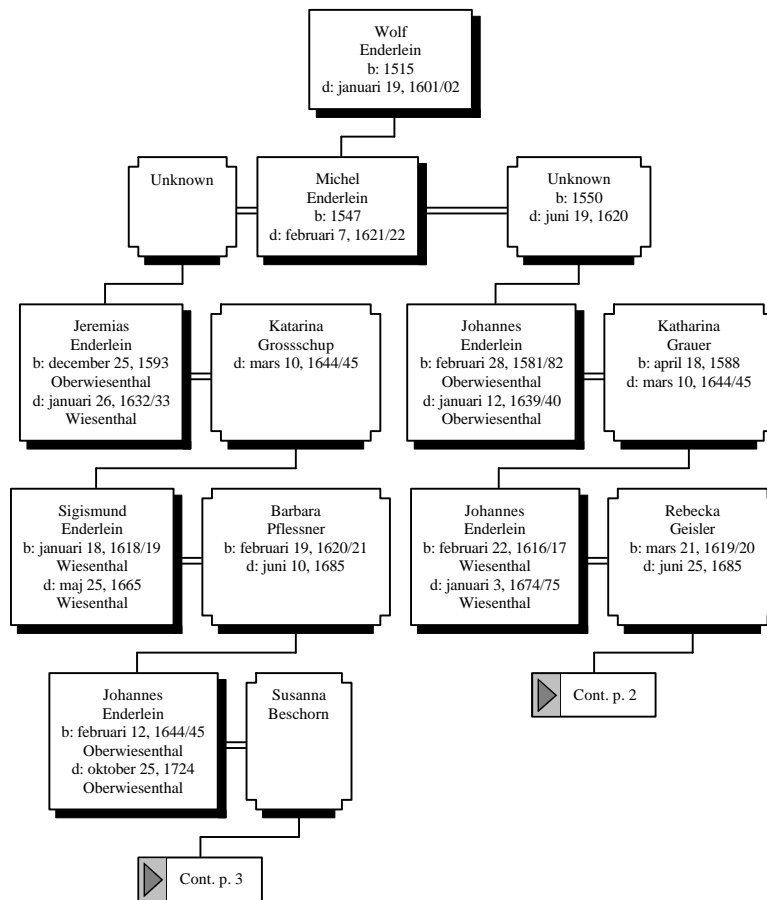 Wolf
Enderlein
b: 1515
d: januari 19, 1601/02
Unknown
Michel
Enderlein
b: 1547
d: februari 7, 1621/22
Unknown
b: 1550
d: juni 19, 1620
Jeremias
Enderlein
b: december 25, 1593
Oberwiesenthal
d: januari 26, 1632/33
Wiesenthal
Katarina
Grossschup
d: mars 10, 1644/45
Johannes
Enderlein
b: februari 28, 1581/82
Oberwiesenthal
d: januari 12, 1639/40
Oberwiesenthal
Katharina
Grauer
b: april 18, 1588
d: mars 10, 1644/45
Sigismund
Enderlein
b: januari 18, 1618/19
Wiesenthal
d: maj 25, 1665
Wiesenthal
Barbara
Pflessner
b: februari 19, 1620/21
d: juni 10, 1685
Johannes
Enderlein
b: februari 22, 1616/17
Wiesenthal
d: januari 3, 1674/75
Wiesenthal
Rebecka
Geisler
b: mars 21, 1619/20
d: juni 25, 1685
Johannes
Enderlein
b: februari 12, 1644/45
Oberwiesenthal
d: oktober 25, 1724
Oberwiesenthal
Susanna
Beschorn
Cont. p. 2
Cont. p. 3